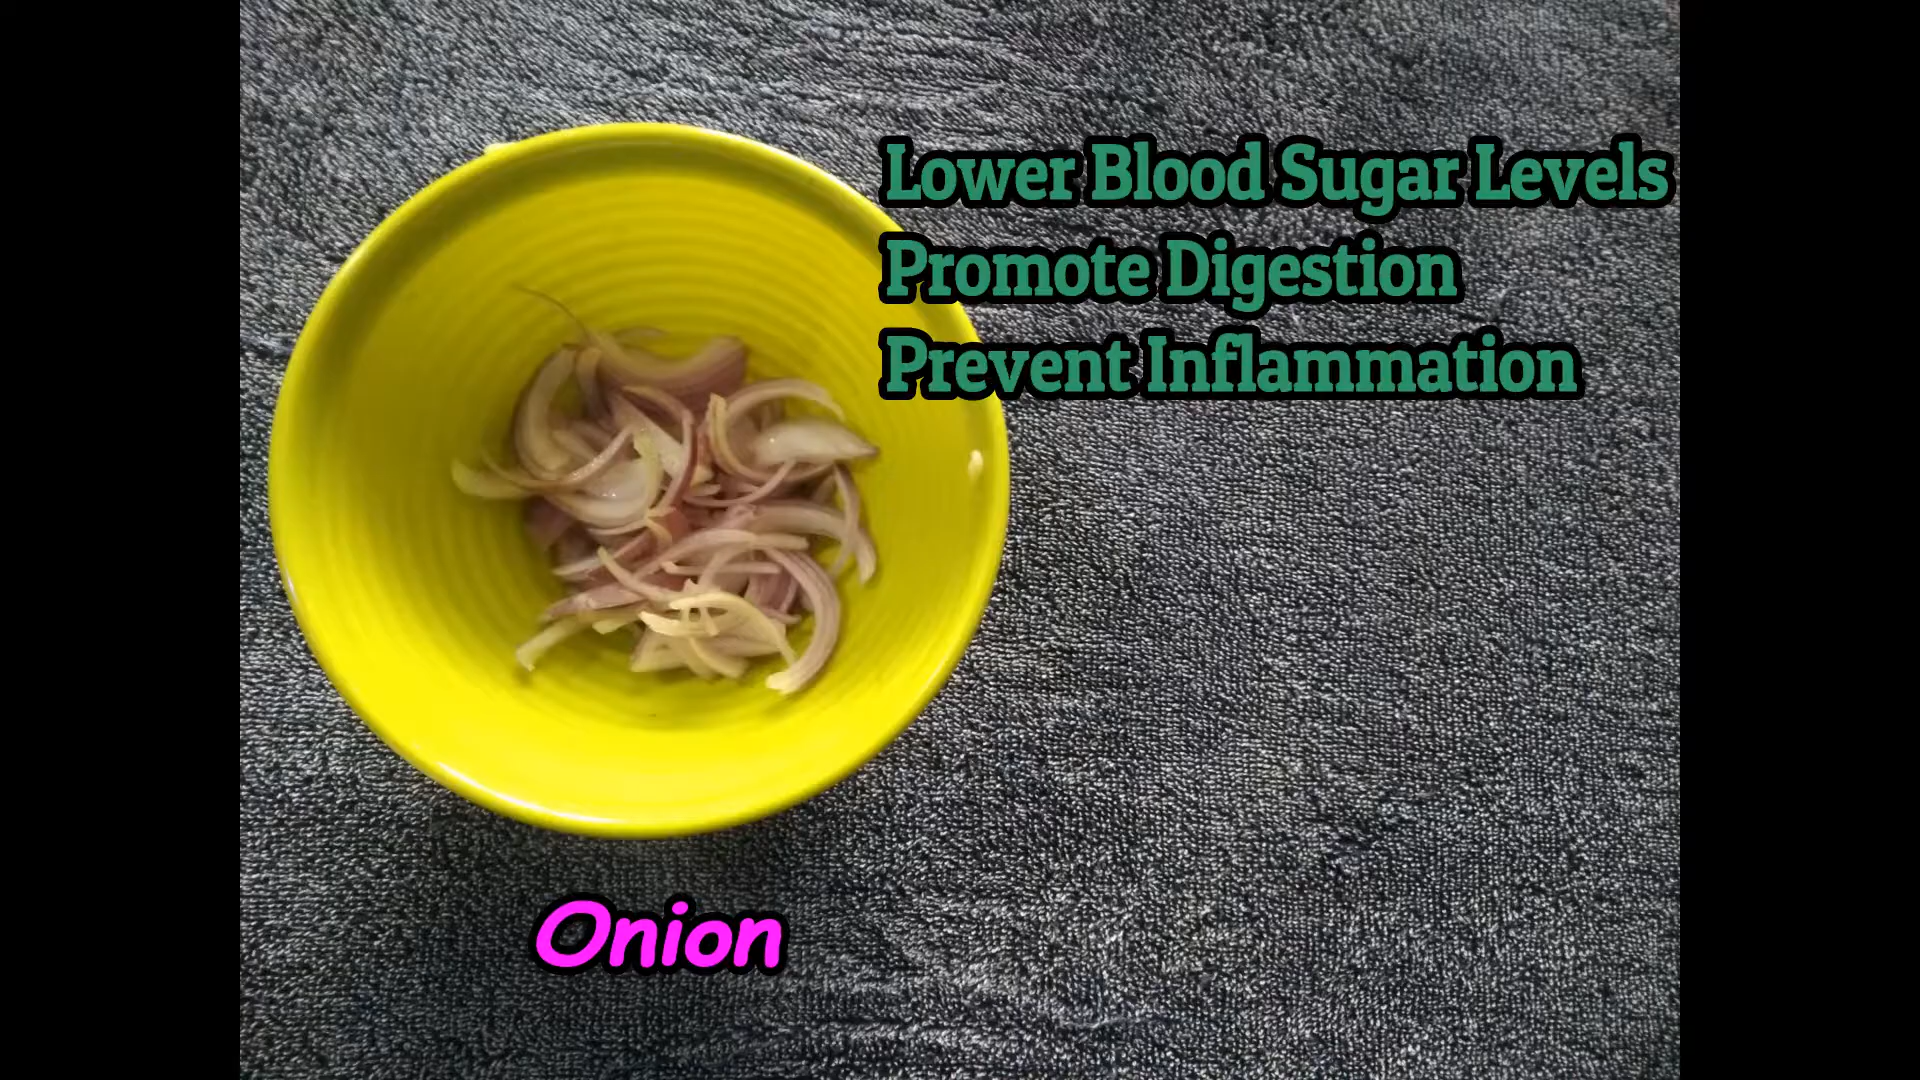 Lower Blood Sugar Levels
Promote Digestion
Prevent Inflammation
Onion